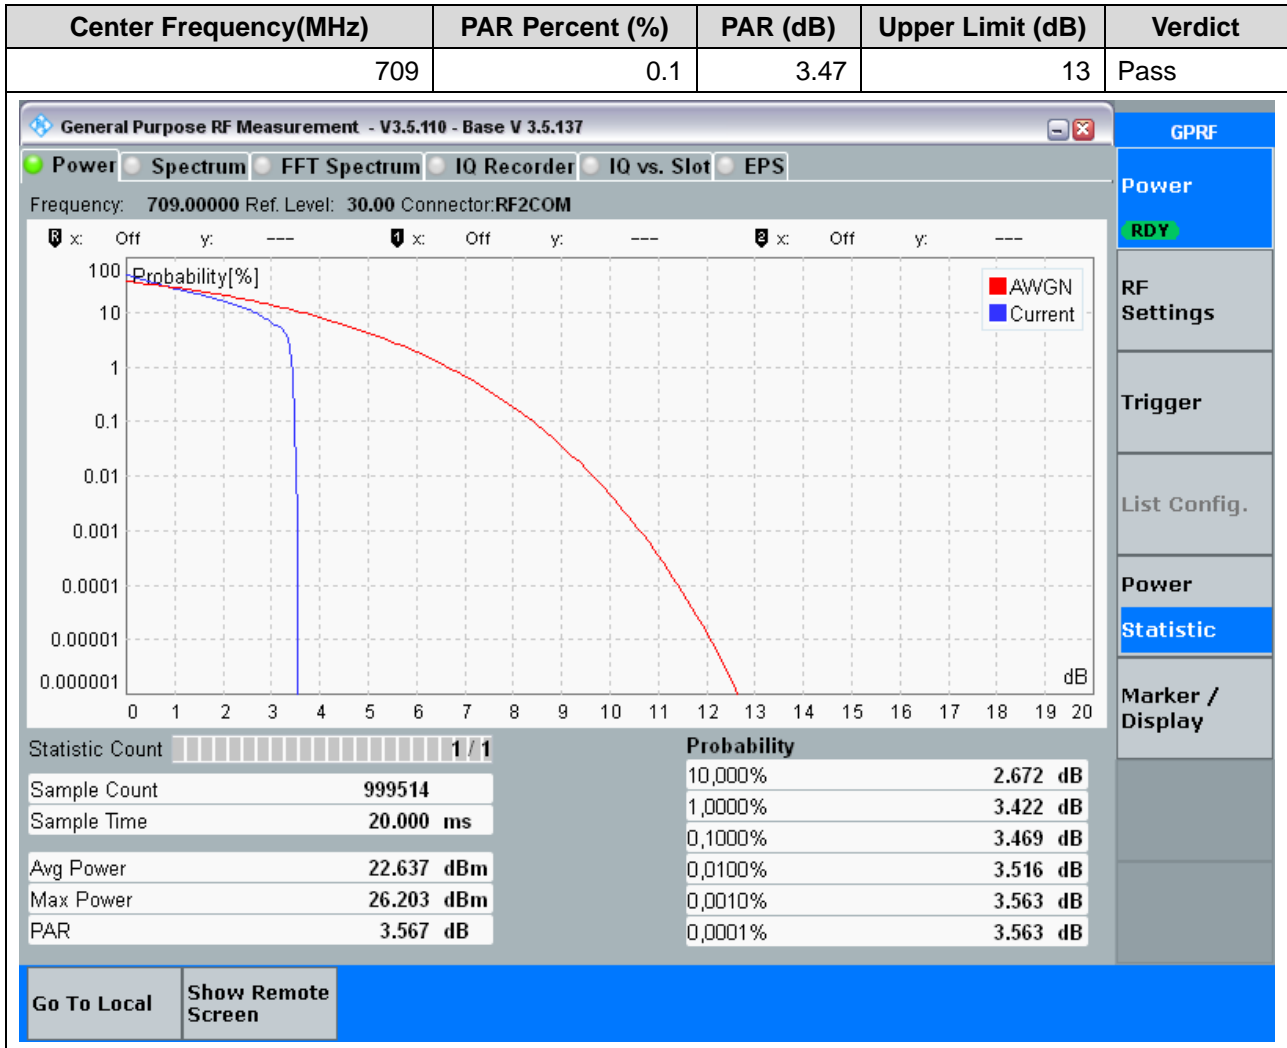 Center Frequency(MHz) PAR Percent (%) PAR (dB) Upper Limit (dB) Verdict
709 0.1 3.47 13 Pass
General Purpose RF Measurement - V3.5.110 - Base V 3.5.137
GPRF
Power Spectrum FFT Spectrum IQ Recorder IQ vs. Slot EPS
Frequency: 709.00000 Ref. Level: 30.00 Connector:RF2COM
R x: Off y: --- 1 x: Off y: --- 2 x: Off y: ---
Probability[%]
AWGN
Current
100
10
1
0.1
0.01
0.001
0.0001
0.00001
0.000001
dB
0 1 2 3 4 5 6 7 8 9 10 11 12 13 14 15 16 17 18 19 20
Statistic Count 1 / 1
Sample Count 999514
Sample Time 20.000 ms
Avg Power 22.637 dBm
Max Power 26.203 dBm
PAR 3.567 dB
Probability
10,000% 2.672 dB
1,0000% 3.422 dB
0,1000% 3.469 dB
0,0100% 3.516 dB
0,0010% 3.563 dB
0,0001% 3.563 dB
Power
RDY
RF
Settings
Trigger
List Config.
Power
Statistic
Marker /
Display
Go To Local
Show Remote
Screen